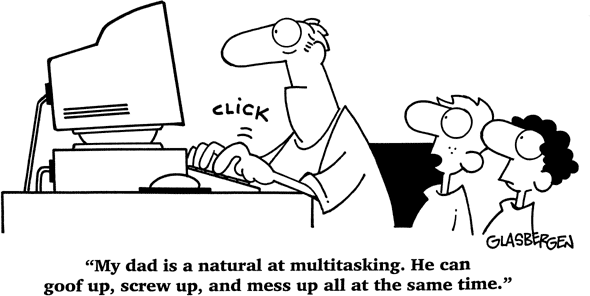 CLICK
GLASBERGEN
“My dad is a natural at multitasking. He can
goof up, screw up, and mess up all at the same time.”